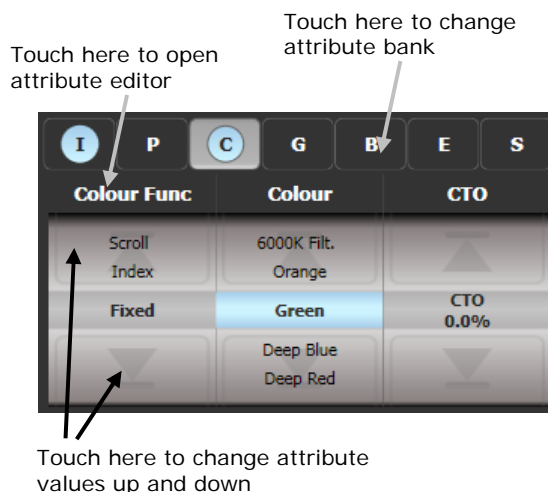 Touch here to change
attribute bank
Touch here to open
attribute editor
I P C G B E S
Colour Func Colour CTO
Scroll 6000K Filt.
Index Orange
Fixed Green CTO
0.0%
Deep Blue
Deep Red
Touch here to change attribute
values up and down